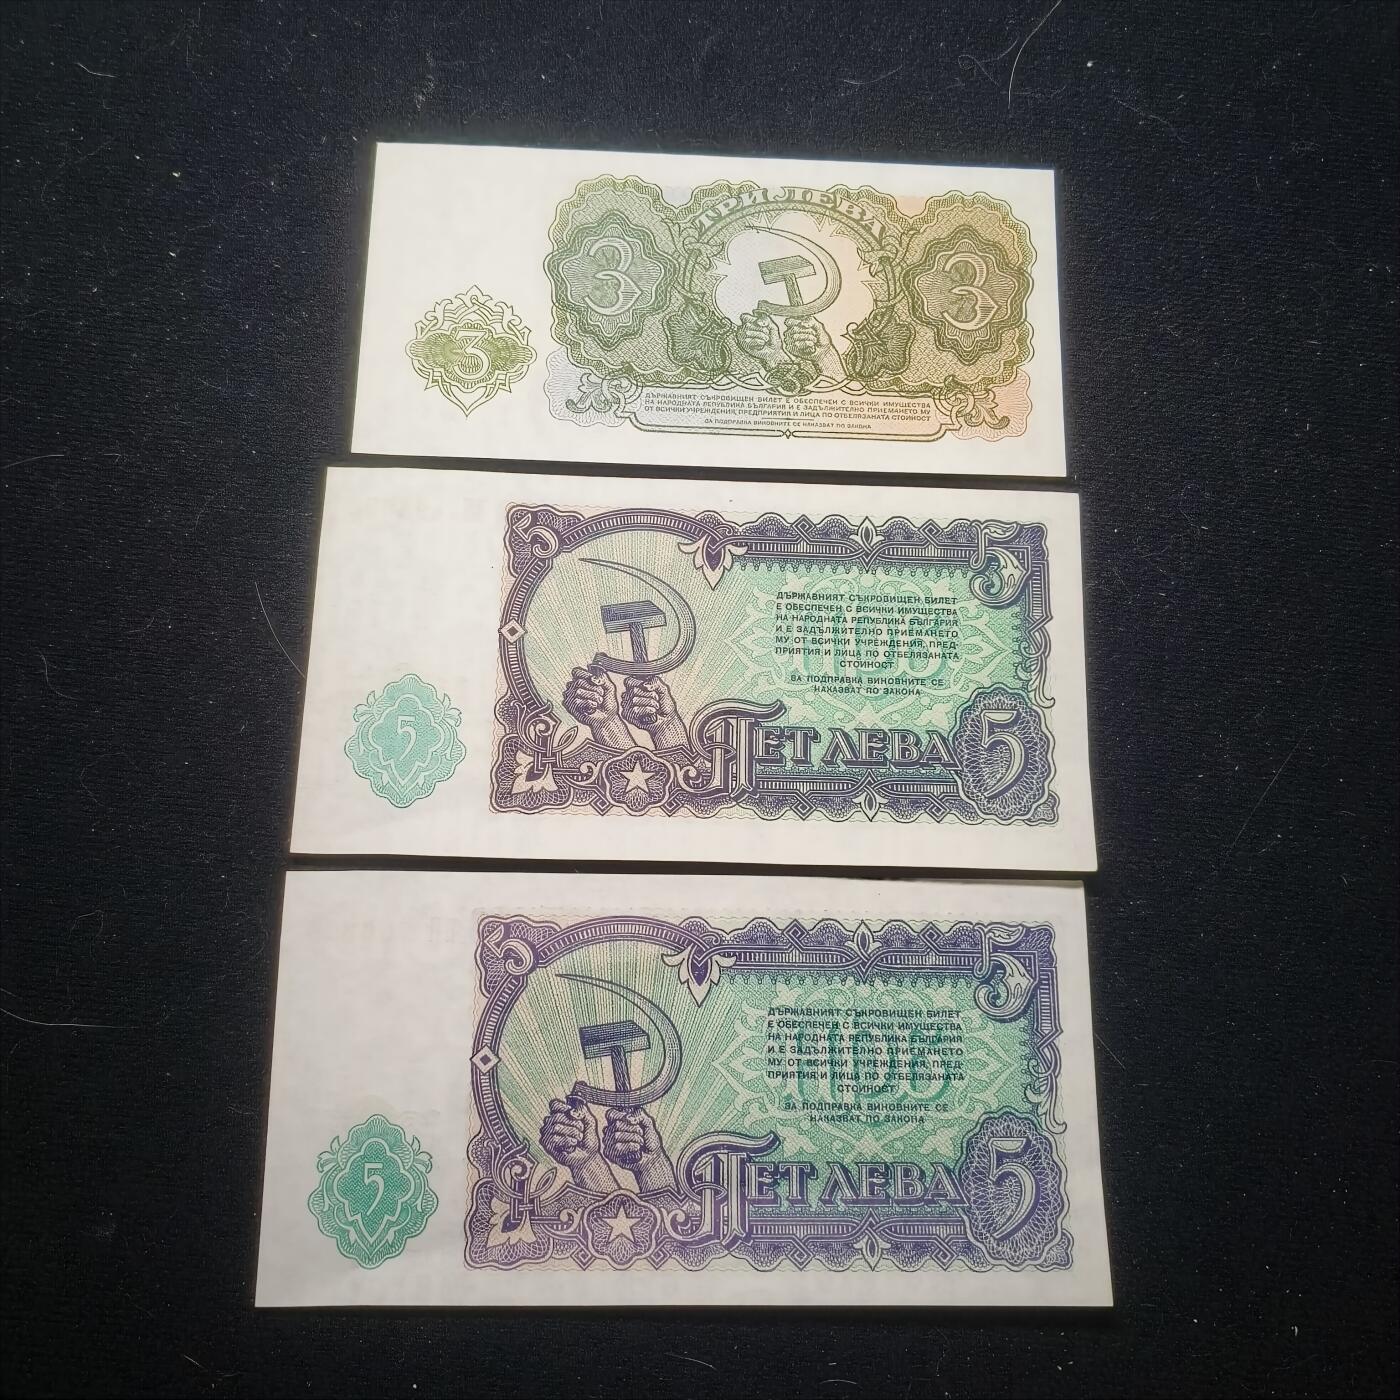 ТРИ ЛЕВА
3
3
3
ДЪРЖАВНИЯТ СЪКРОВИЩЕН БИЛЕТ Е ОБЕСПЕЧЕН С ВСИЧКИ ИМУЩЕСТВА
НА НАРОДНАТА РЕПУБЛИКА БЪЛГАРИЯ И Е ЗАДЪЛЖИТЕЛНО ПРИЕМАНЕТО МУ
ОТ ВСИЧКИ УЧРЕЖДЕНИЯ, ПРЕДПРИЯТИЯ И ЛИЦА ПО ОТБЕЛЯЗАНАТА СТОЙНОСТ
ЗА ПОДПРАВКА ВИНОВНИТЕ СЕ НАКАЗВАТ ПО ЗАКОНА
5
5
ДЪРЖАВНИЯТ СЪКРОВИЩЕН БИЛЕТ
Е ОБЕСПЕЧЕН С ВСИЧКИ ИМУЩЕСТВА
НА НАРОДНАТА РЕПУБЛИКА БЪЛГАРИЯ
И Е ЗАДЪЛЖИТЕЛНО ПРИЕМАНЕТО
МУ ОТ ВСИЧКИ УЧРЕЖДЕНИЯ, ПРЕД-
ПРИЯТИЯ И ЛИЦА ПО ОТБЕЛЯЗАНАТА
СТОЙНОСТ
ЗА ПОДПРАВКА ВИНОВНИТЕ СЕ
НАКАЗВАТ ПО ЗАКОНА
5
ПЕТ ЛЕВА
5
5
5
ДЪРЖАВНИЯТ СЪКРОВИЩЕН БИЛЕТ
Е ОБЕСПЕЧЕН С ВСИЧКИ ИМУЩЕСТВА
НА НАРОДНАТА РЕПУБЛИКА БЪЛГАРИЯ
И Е ЗАДЪЛЖИТЕЛНО ПРИЕМАНЕТО
МУ ОТ ВСИЧКИ УЧРЕЖДЕНИЯ, ПРЕД-
ПРИЯТИЯ И ЛИЦА ПО ОТБЕЛЯЗАНАТА
СТОЙНОСТ
ЗА ПОДПРАВКА ВИНОВНИТЕ СЕ
НАКАЗВАТ ПО ЗАКОНА
5
ПЕТ ЛЕВА
5